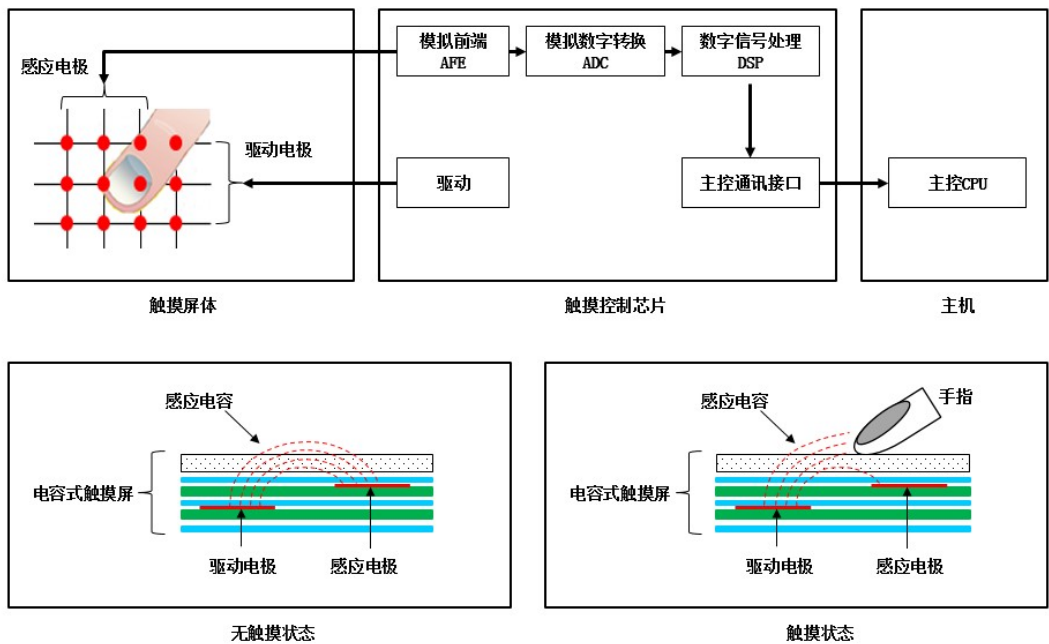 模拟前端
AFE
模拟数字转换
ADC
数字信号处理
DSP
感应电极
驱动电极
驱动
主控通讯接口
主控CPU
触摸屏体
触摸控制芯片
主机
感应电容
电容式触摸屏
驱动电极
感应电极
无触摸状态
感应电容
手指
电容式触摸屏
驱动电极
感应电极
触摸状态